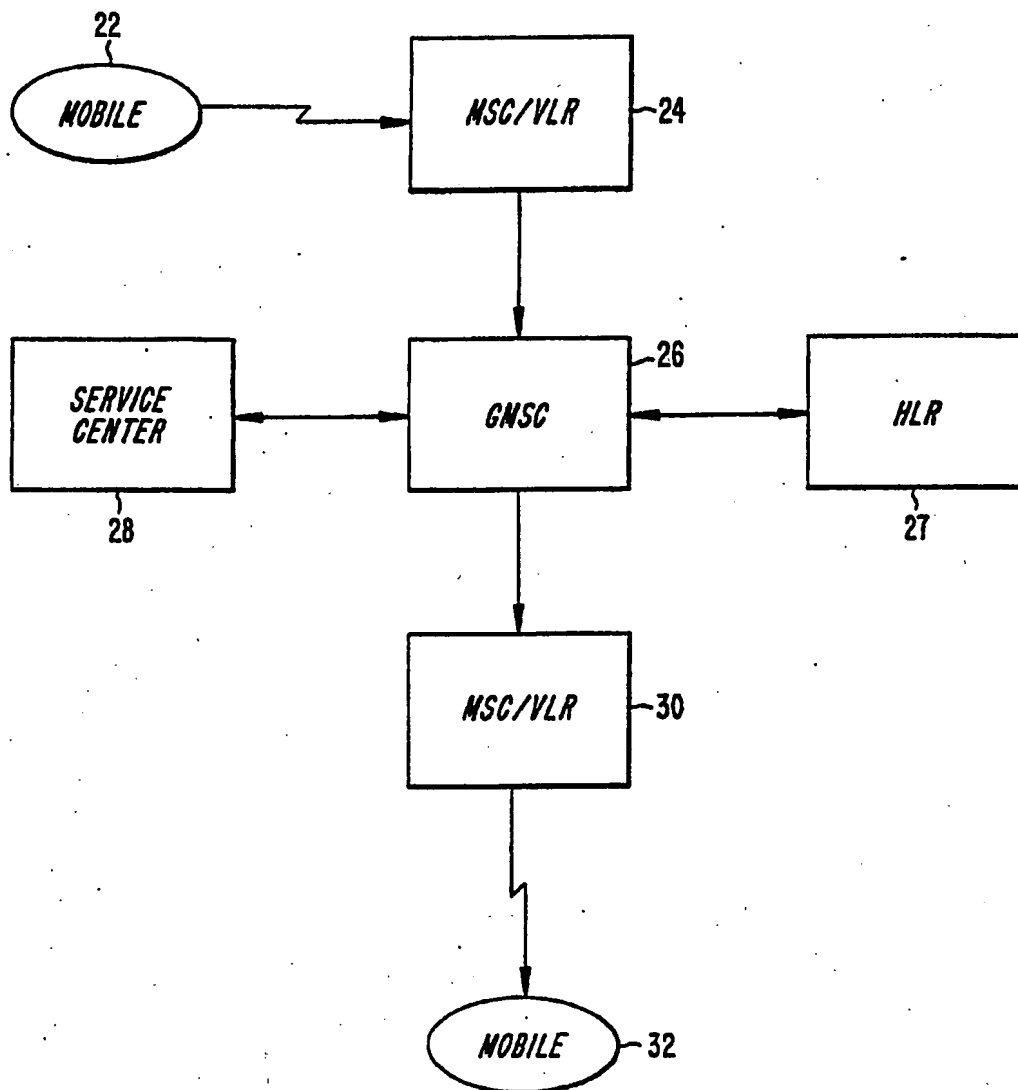 22
MOBILE
MSC/VLR
24
26
SERVICE
CENTER
GMSC
HLR
28
27
MSC/VLR
30
MOBILE
32